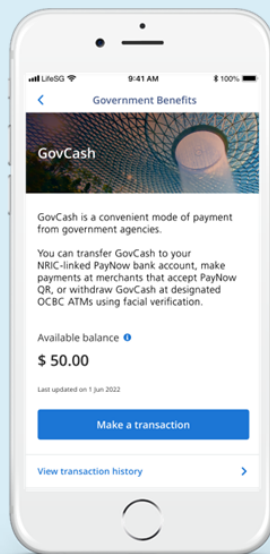 LifeSG
9:41 AM
100%
Government Benefits
GovCash
GovCash is a convenient mode of payment
from government agencies.
You can transfer GovCash to your
NRIC-linked PayNow bank account, make
payments at merchants that accept PayNow
QR, or withdraw GovCash at designated
OCBC ATMs using facial verification.
Available balance
$ 50.00
Last updated on 1 Jun 2022
Make a transaction
View transaction history